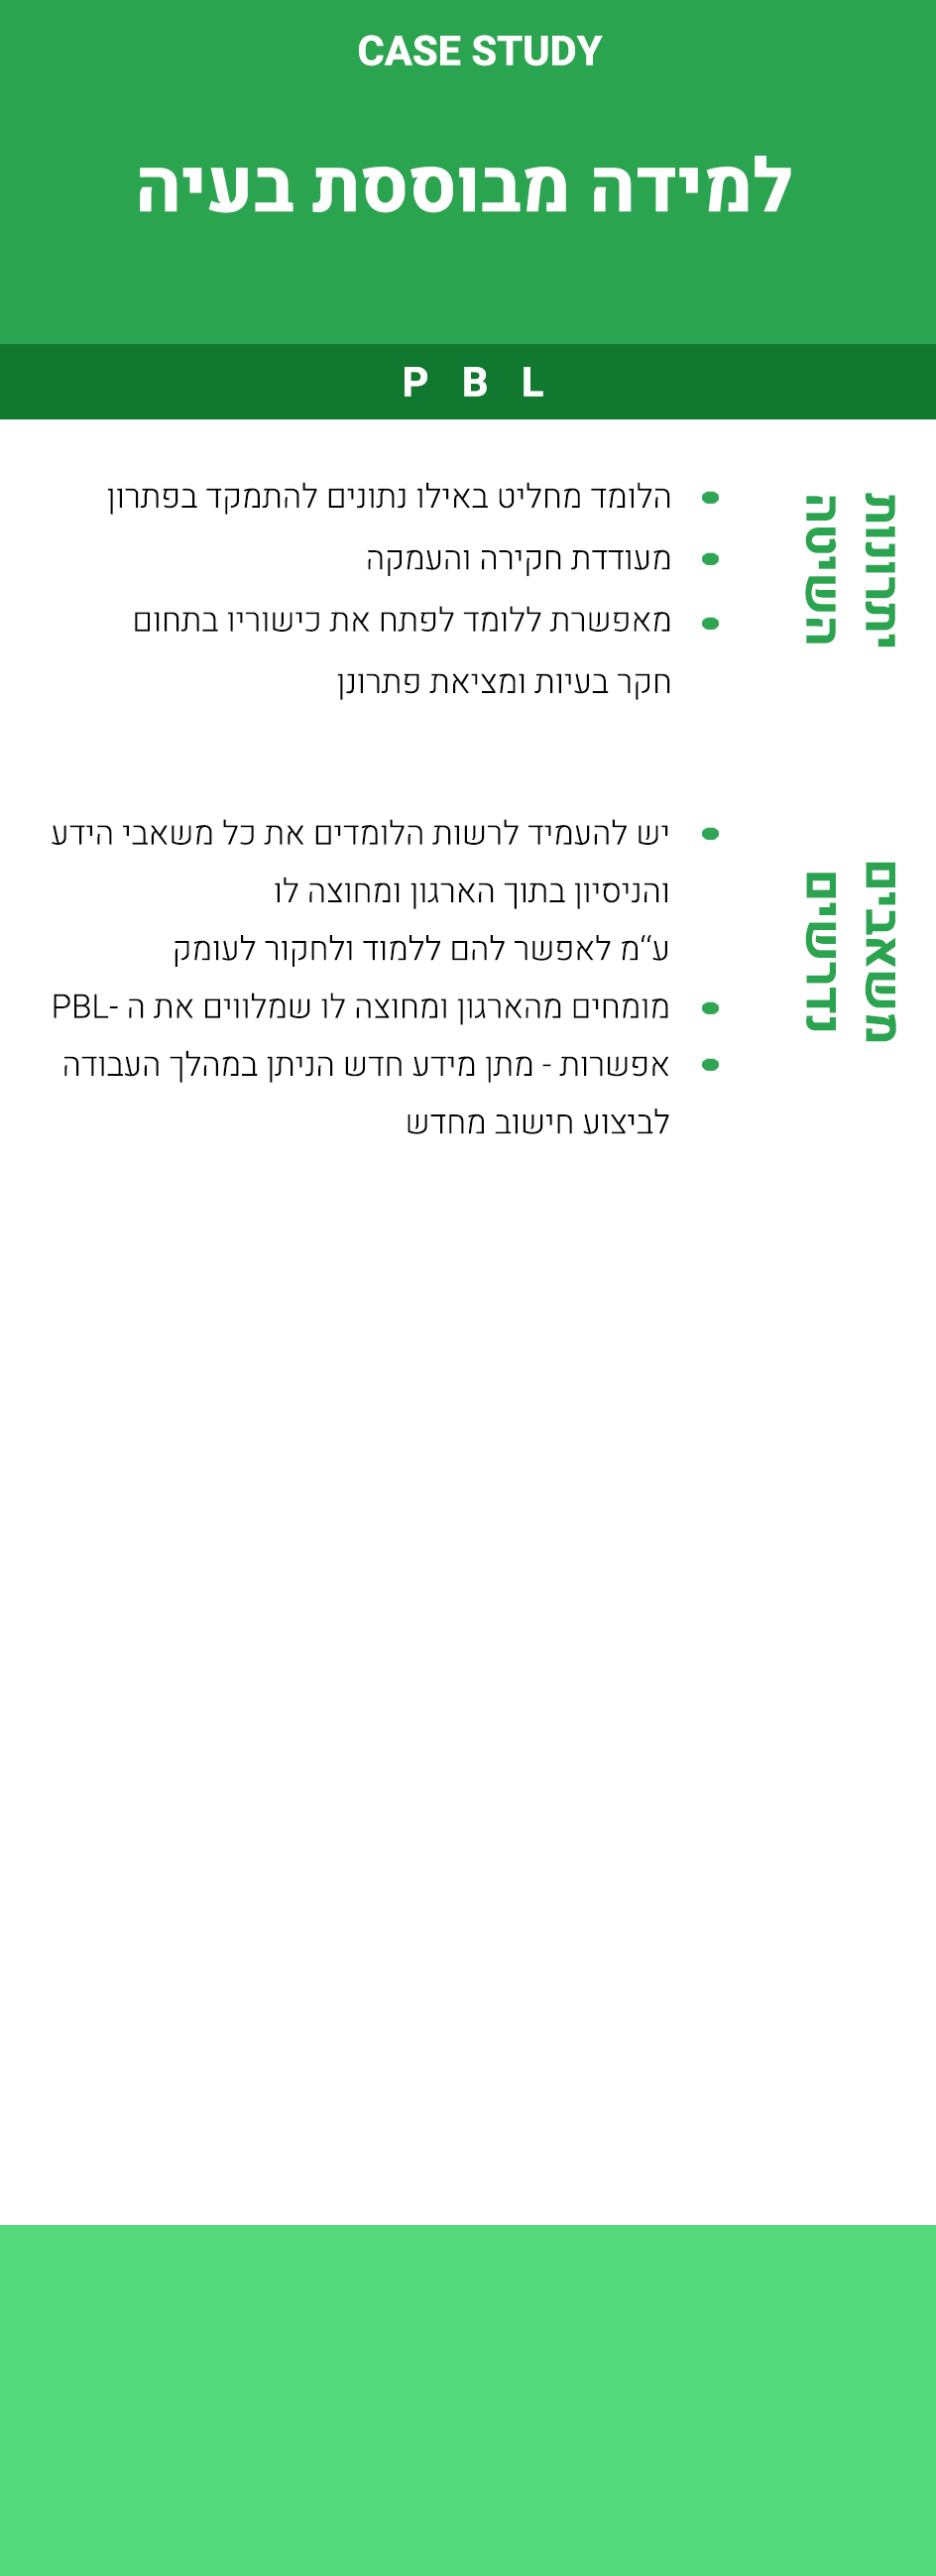 CASE STUDY
למידה מבוססת בעיה
P B L
יתרונות
השיטה
הלומד מחליט באילו נתונים להתמקד בפתרון
מעודדת חקירה והעמקה
מאפשרת ללומד לפתח את כישוריו בתחום
חקר בעיות ומציאת פתרונן
משאבים
נדרשים
יש להעמיד לרשות הלומדים את כל משאבי הידע
והניסיון בתוך הארגון ומחוצה לו
ע“מ לאפשר להם ללמוד ולחקור לעומק
מומחים מהארגון ומחוצה לו שמלווים את ה -PBL
אפשרות - מתן מידע חדש הניתן במהלך העבודה
לביצוע חישוב מחדש